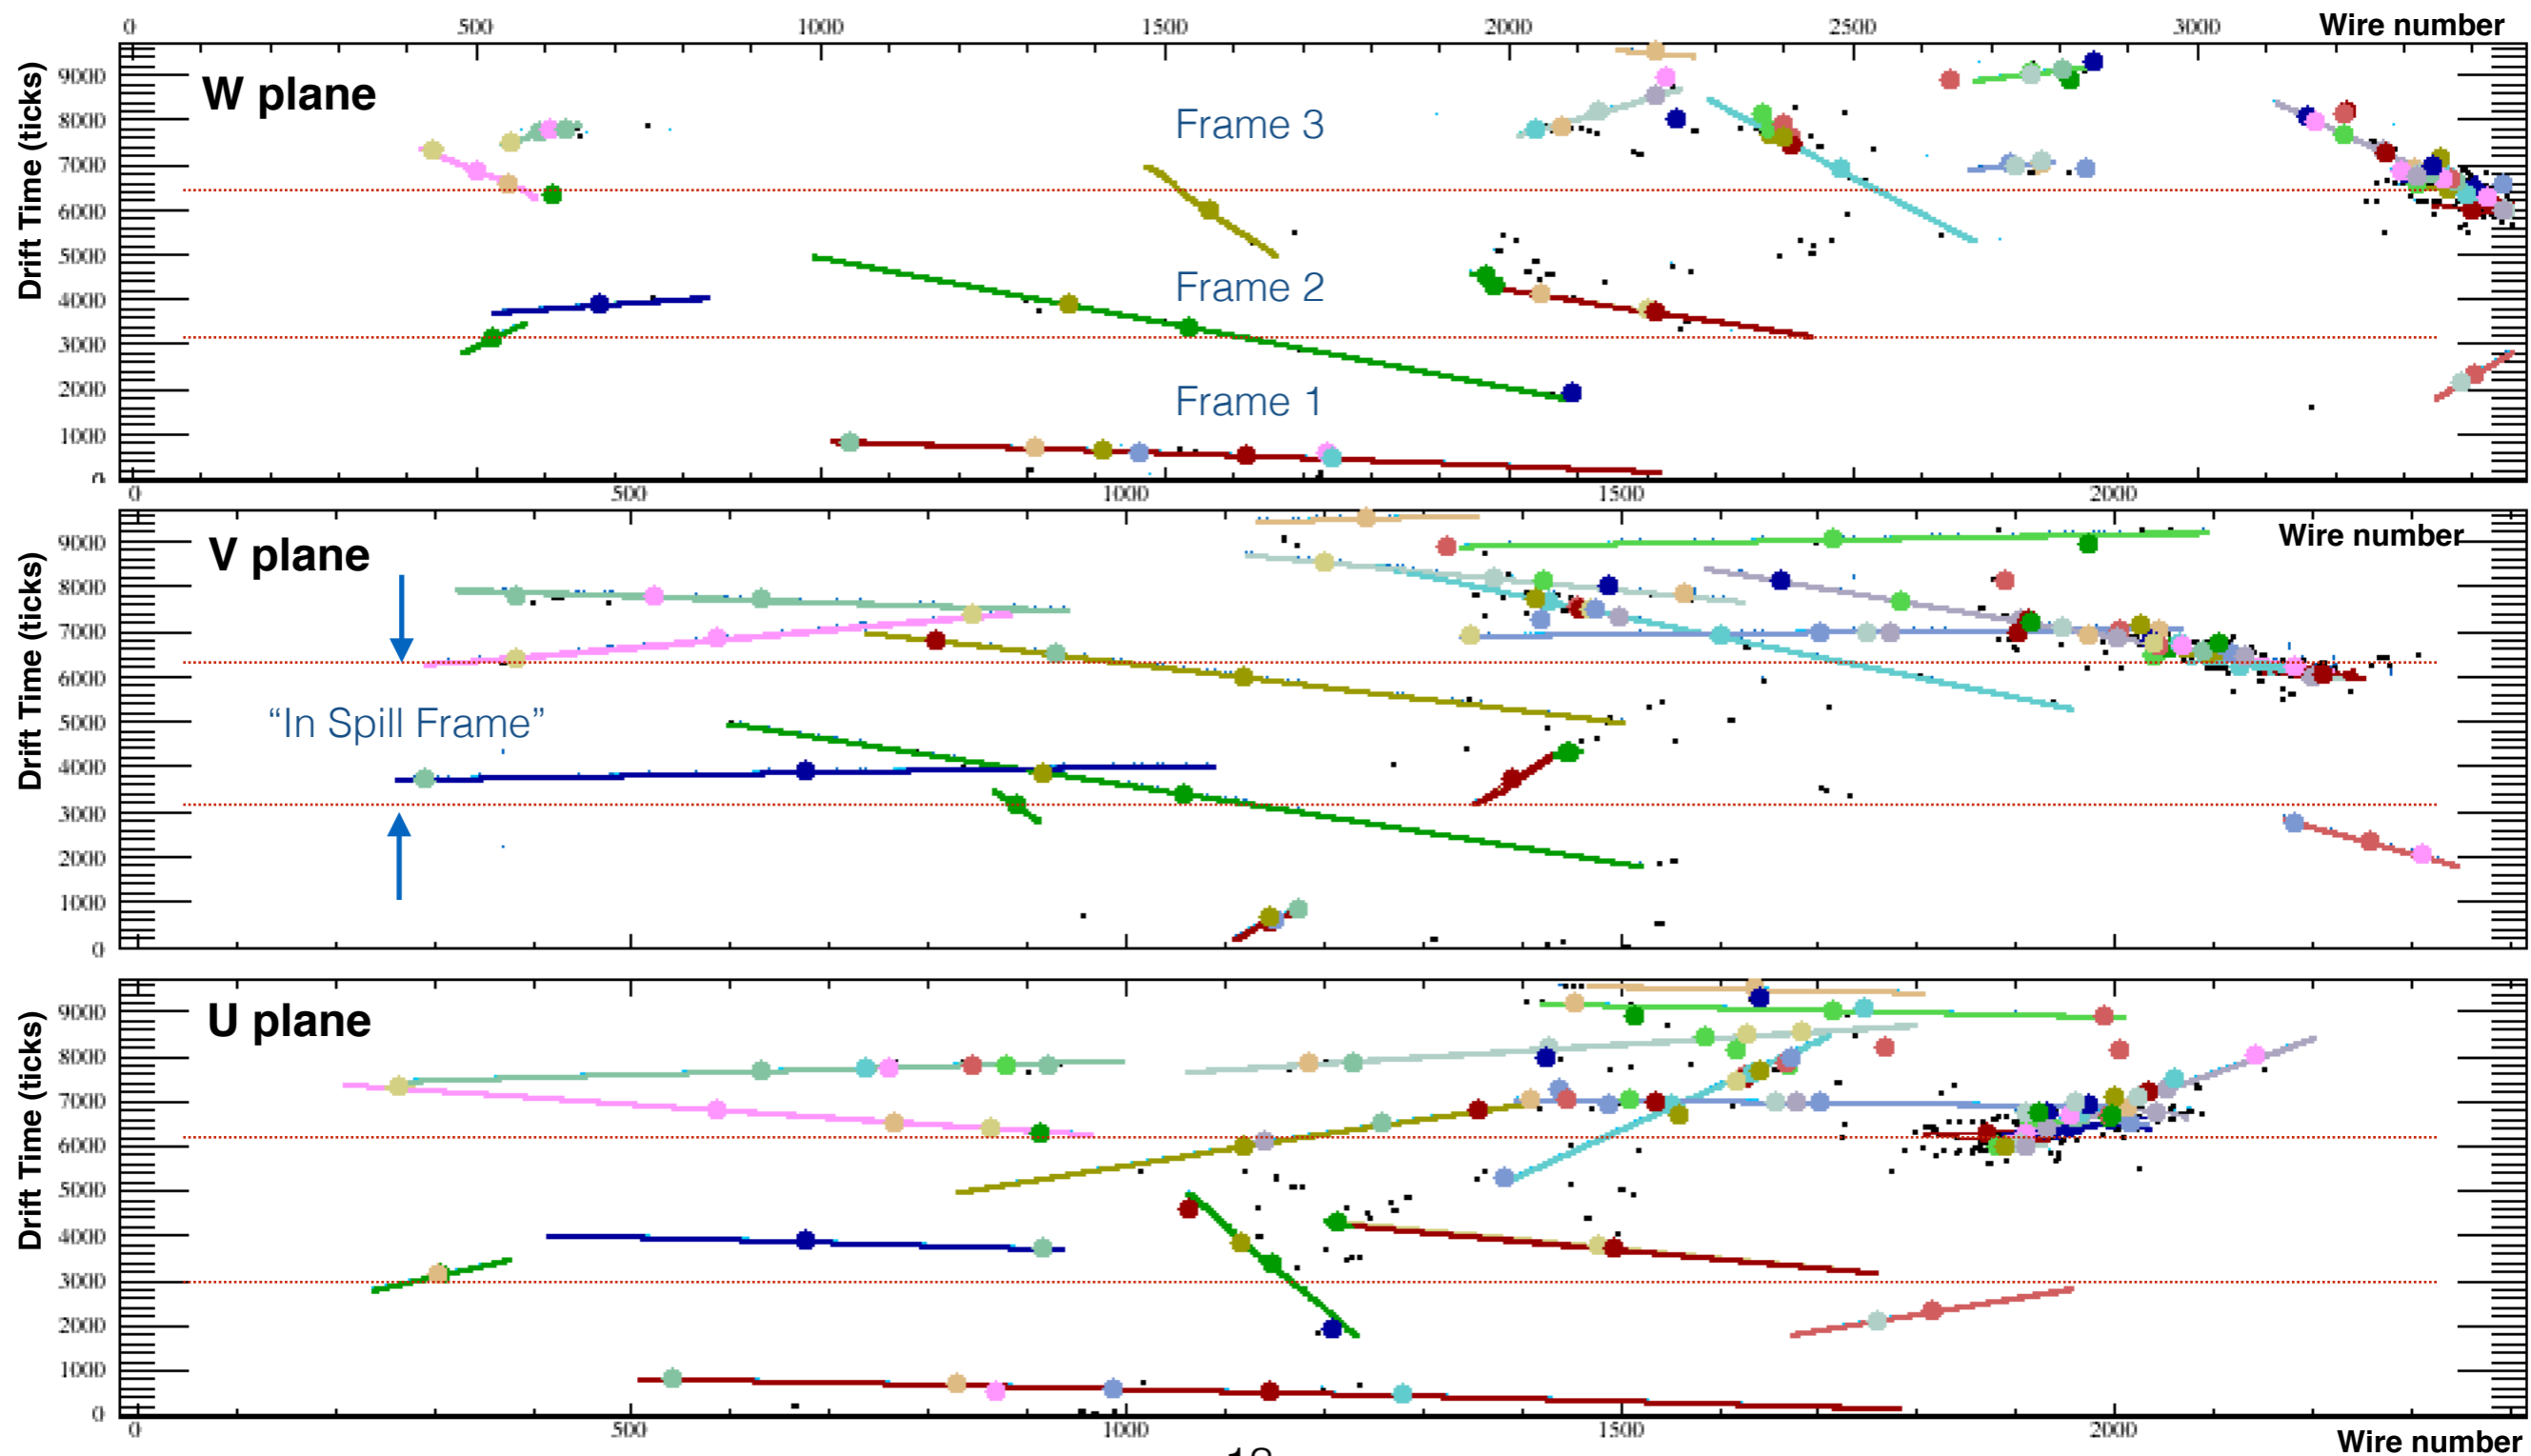 0 500 1000 1500 2000 2500 3000 Wire number
Drift Time (ticks)
9000
8000
7000
6000
5000
4000
3000
2000
1000
0
W plane
Frame 3
Frame 2
Frame 1
0 500 1000 1500 2000
Wire number
Drift Time (ticks)
9000
8000
7000
6000
5000
4000
3000
2000
1000
0
V plane
“In Spill Frame”
Drift Time (ticks)
9000
8000
7000
6000
5000
4000
3000
2000
1000
0
U plane
0 500 1000 1500 2000
Wire number